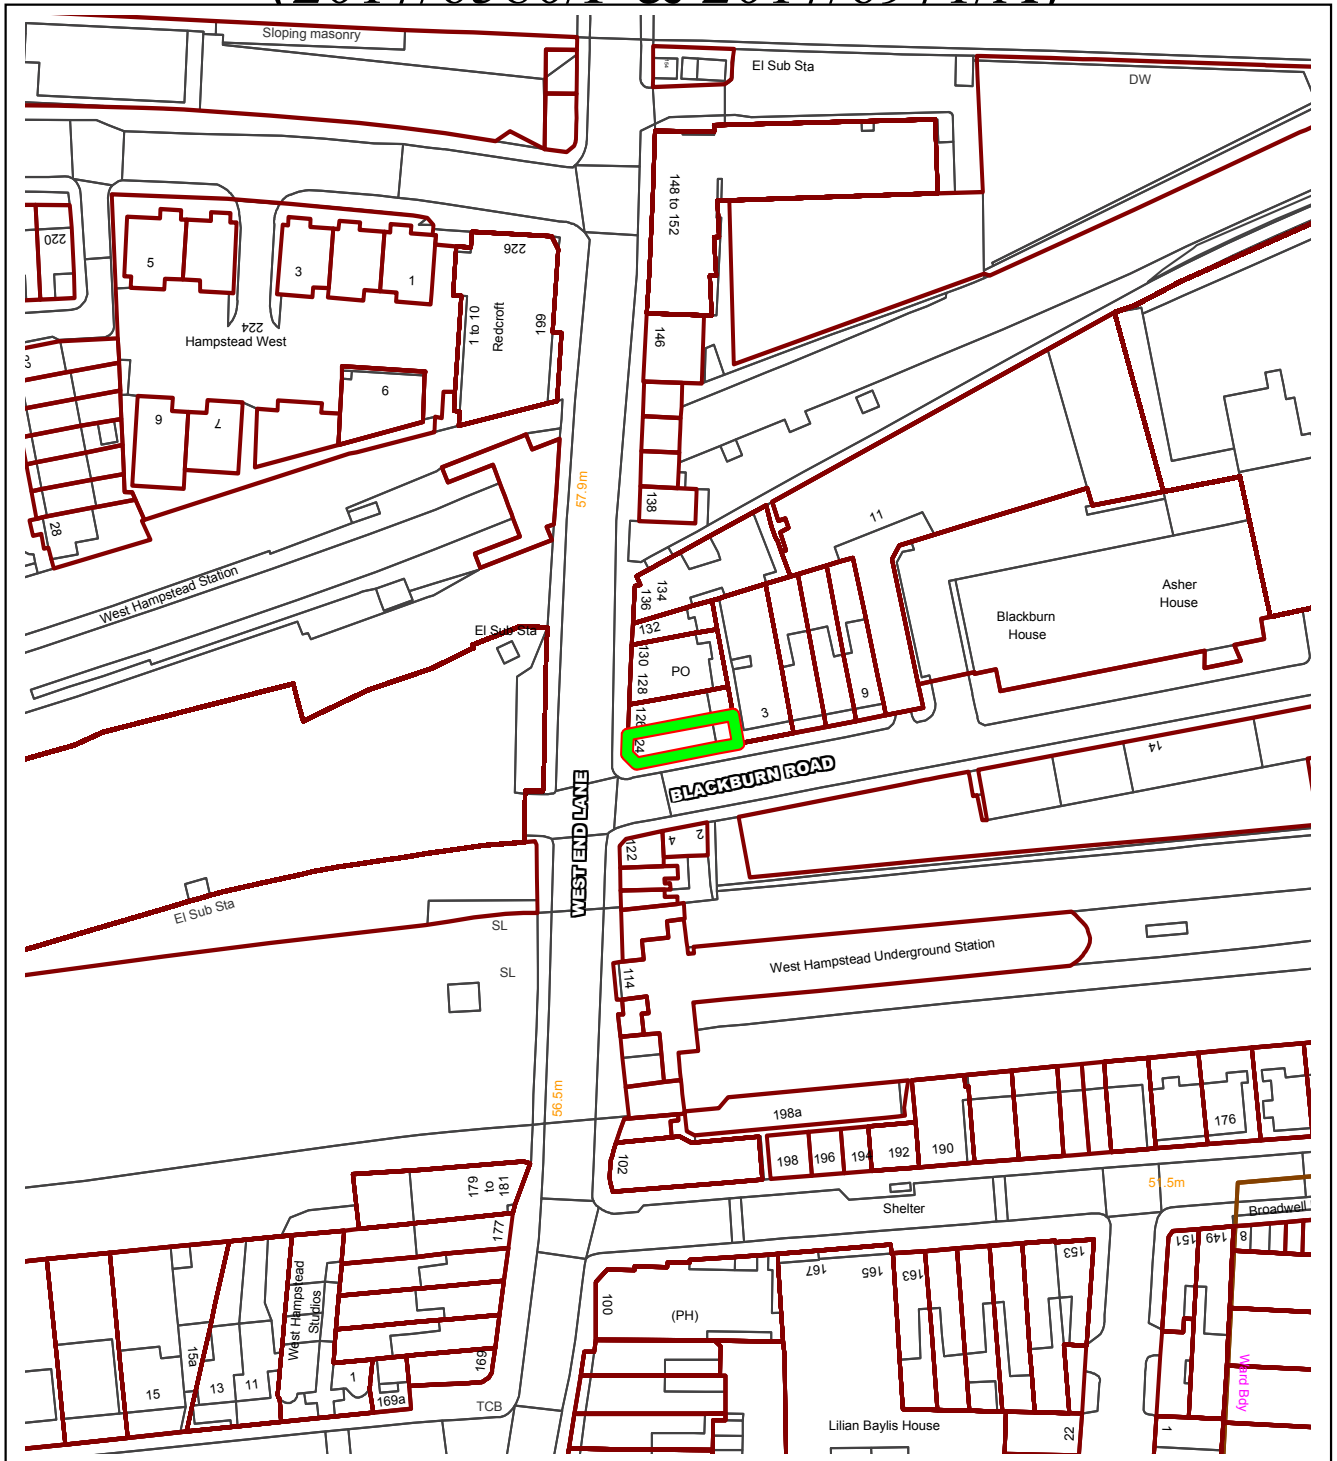 Sloping masonry
El Sub Sta
DW
148 to 152
220
5
3
1
226
224
Hampstead West
1 to 10
Redcroft
199
146
6
9
7
28
57.9m
138
11
West Hampstead Station
134
136
132
130
128
PO
126
24
3
9
Asher
House
Blackburn
House
El Sub Sta
WEST END LANE
BLACKBURN ROAD
14
122
4
2
El Sub Sta
SL
SL
114
West Hampstead Underground Station
56.5m
198a
102
198
196
194
192
190
176
51.5m
179
to
181
177
Shelter
Broadwell
151
149
8
153
167
165
163
100
(PH)
West Hampstead
Studios
15a
15
13
11
1
169
169a
TCB
Lilian Baylis House
22
1
Ward Bdy